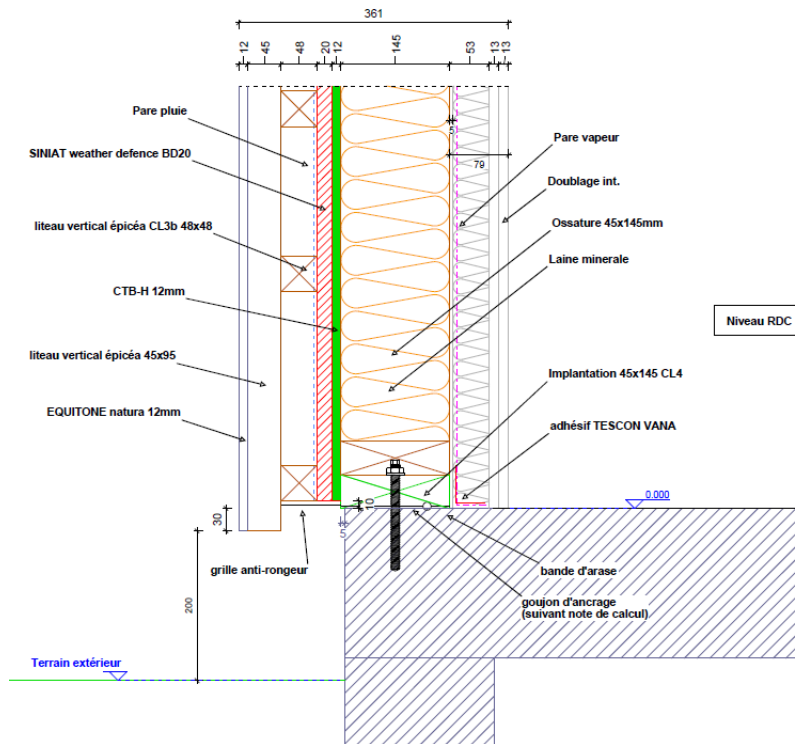 361
12
45
48
20
12
145
53
13
13
Pare pluie
SINIAT weather defence BD20
liteau vertical épicéa CL3b 48x48
CTB-H 12mm
liteau vertical épicéa 45x95
EQUITONE natura 12mm
5
79
Pare vapeur
Doublage int.
Ossature 45x145mm
Laine minerale
Niveau RDC
Implantation 45x145 CL4
adhésif TESCON VANA
0.000
10
30
5
grille anti-rongeur
bande d'arase
goujon d'ancrage
(suivant note de calcul)
200
Terrain extérieur